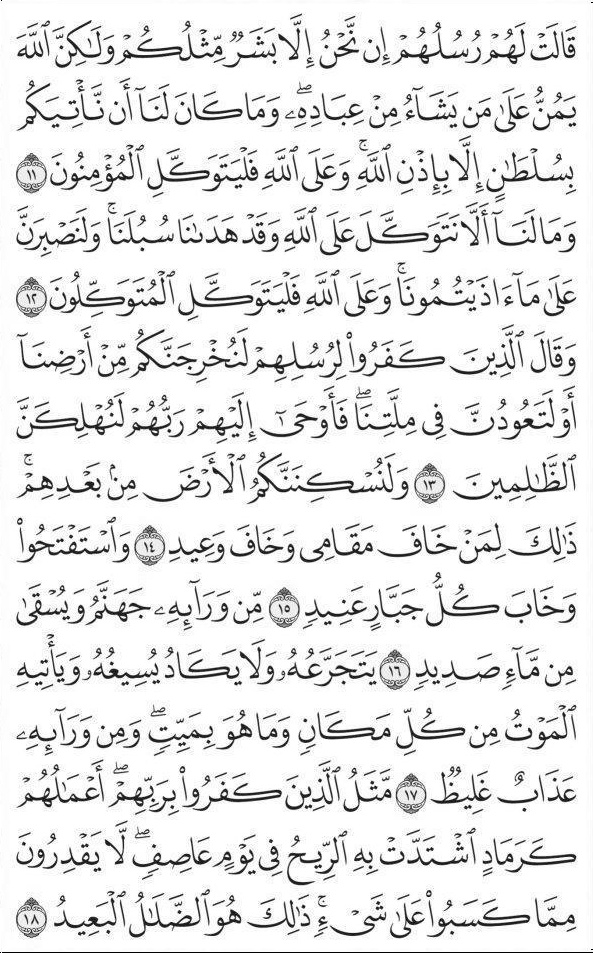 قَالَتْ لَهُمْ رُسُلُهُمْ إِن نَّحْنُ إِلَّا بَشَرٌ مِّثْلُكُمْ وَلَٰكِنَّ ٱللَّهَ
يَمُنُّ عَلَىٰ مَن يَشَآءُ مِنْ عِبَادِهِۦۖ وَمَا كَانَ لَنَآ أَن نَّأْتِيَكُم
بِسُلْطَٰنٍ إِلَّا بِإِذْنِ ٱللَّهِۚ وَعَلَى ٱللَّهِ فَلْيَتَوَكَّلِ ٱلْمُؤْمِنُونَ ١١
وَمَا لَنَآ أَلَّا نَتَوَكَّلَ عَلَى ٱللَّهِ وَقَدْ هَدَىٰنَا سُبُلَنَاۚ وَلَنَصْبِرَنَّ
عَلَىٰ مَآ ءَاذَيْتُمُونَاۚ وَعَلَى ٱللَّهِ فَلْيَتَوَكَّلِ ٱلْمُتَوَكِّلُونَ ١٢
وَقَالَ ٱلَّذِينَ كَفَرُوا۟ لِرُسُلِهِمْ لَنُخْرِجَنَّكُم مِّنْ أَرْضِنَآ
أَوْ لَتَعُودُنَّ فِى مِلَّتِنَاۖ فَأَوْحَىٰٓ إِلَيْهِمْ رَبُّهُمْ لَنُهْلِكَنَّ
ٱلظَّٰلِمِينَ ١٣ وَلَنُسْكِنَنَّكُمُ ٱلْأَرْضَ مِنۢ بَعْدِهِمْۚ
ذَٰلِكَ لِمَنْ خَافَ مَقَامِى وَخَافَ وَعِيدِ ١٤ وَٱسْتَفْتَحُوا۟
وَخَابَ كُلُّ جَبَّارٍ عَنِيدٍ ١٥ مِّن وَرَآئِهِۦ جَهَنَّمُ وَيُسْقَىٰ
مِن مَّآءٍ صَدِيدٍ ١٦ يَتَجَرَّعُهُۥ وَلَا يَكَادُ يُسِيغُهُۥ وَيَأْتِيهِ
ٱلْمَوْتُ مِن كُلِّ مَكَانٍ وَمَا هُوَ بِمَيِّتٍۖ وَمِن وَرَآئِهِۦ
عَذَابٌ غَلِيظٌ ١٧ مَّثَلُ ٱلَّذِينَ كَفَرُوا۟ بِرَبِّهِمْۖ أَعْمَٰلُهُمْ
كَرَمَادٍ ٱشْتَدَّتْ بِهِ ٱلرِّيحُ فِى يَوْمٍ عَاصِفٍۖ لَّا يَقْدِرُونَ
مِمَّا كَسَبُوا۟ عَلَىٰ شَىْءٍۚ ذَٰلِكَ هُوَ ٱلضَّلَٰلُ ٱلْبَعِيدُ ١٨